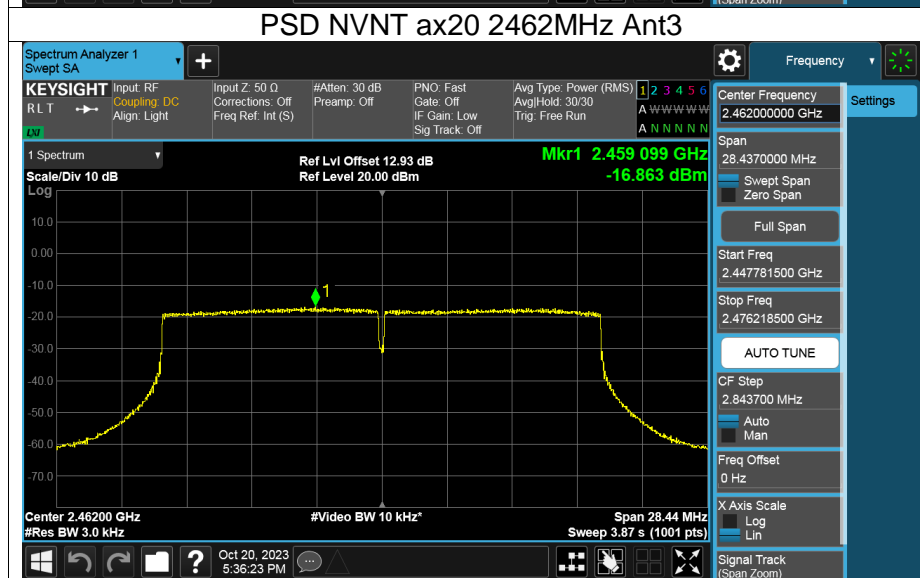 (Span Zoom)
PSD NVNT ax20 2462MHz Ant3
Spectrum Analyzer 1
Swept SA
+
Frequency
KEYSIGHT
R L T
LXI
Input: RF
Coupling: DC
Align: Light
Input Z: 50 Ω
Corrections: Off
Freq Ref: Int (S)
#Atten: 30 dB
Preamp: Off
PNO: Fast
Gate: Off
IF Gain: Low
Sig Track: Off
Avg Type: Power (RMS)
Avg|Hold: 30/30
Trig: Free Run
1 2 3 4 5 6
A W W W W W
A N N N N N
Center Frequency
2.462000000 GHz
Settings
Span
28.4370000 MHz
Swept Span
Zero Span
Full Span
Start Freq
2.447781500 GHz
Stop Freq
2.476218500 GHz
AUTO TUNE
CF Step
2.843700 MHz
Auto
Man
Freq Offset
0 Hz
X Axis Scale
Log
Lin
Signal Track
(Span Zoom)
1 Spectrum
Scale/Div 10 dB
Log
Ref Lvl Offset 12.93 dB
Ref Level 20.00 dBm
Mkr1 2.459 099 GHz
-16.863 dBm
10.0
0.00
-10.0
1
-20.0
-30.0
-40.0
-50.0
-60.0
-70.0
Center 2.46200 GHz
#Video BW 10 kHz*
Span 28.44 MHz
#Res BW 3.0 kHz
Sweep 3.87 s (1001 pts)
?
Oct 20, 2023
5:36:23 PM